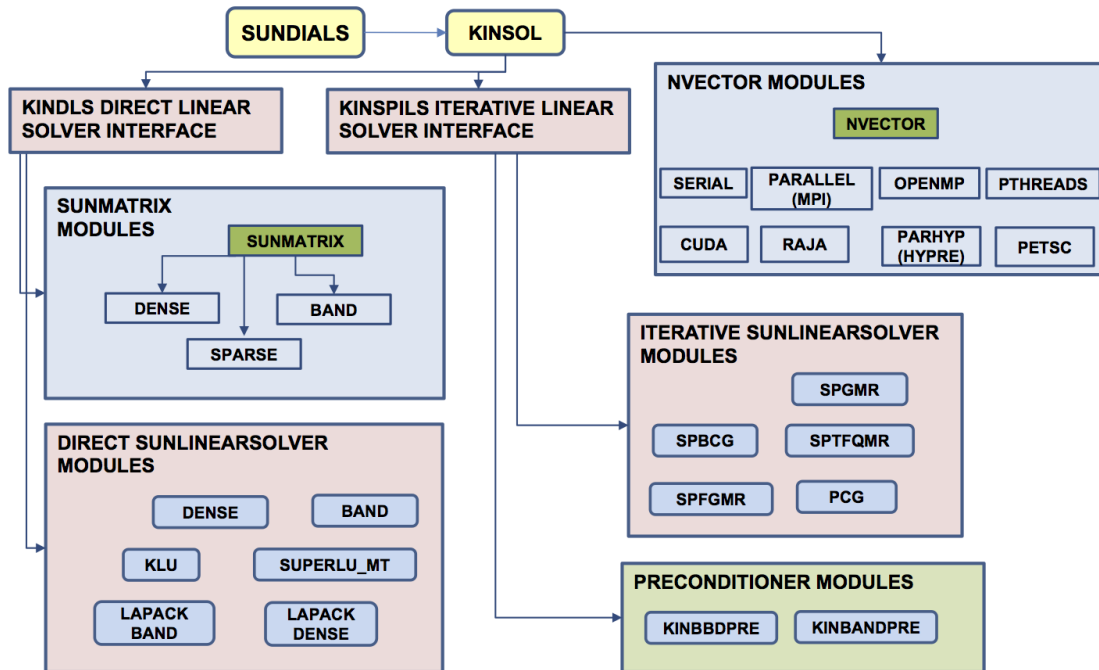 SUNDIALS
KINSOL
KINDLS DIRECT LINEAR
SOLVER INTERFACE
KINSPILS ITERATIVE LINEAR
SOLVER INTERFACE
NVECTOR MODULES
NVECTOR
SERIAL
PARALLEL
(MPI)
OPENMP
PTHREADS
CUDA
RAJA
PARHYP
(HYPRE)
PETSC
SUNMATRIX
MODULES
SUNMATRIX
DENSE
BAND
SPARSE
ITERATIVE SUNLINEARSOLVER
MODULES
SPGMR
SPBCG
SPTFQMR
SPFGMR
PCG
DIRECT SUNLINEARSOLVER
MODULES
DENSE
BAND
KLU
SUPERLU_MT
LAPACK
BAND
LAPACK
DENSE
PRECONDITIONER MODULES
KINBBDPRE
KINBANDPRE